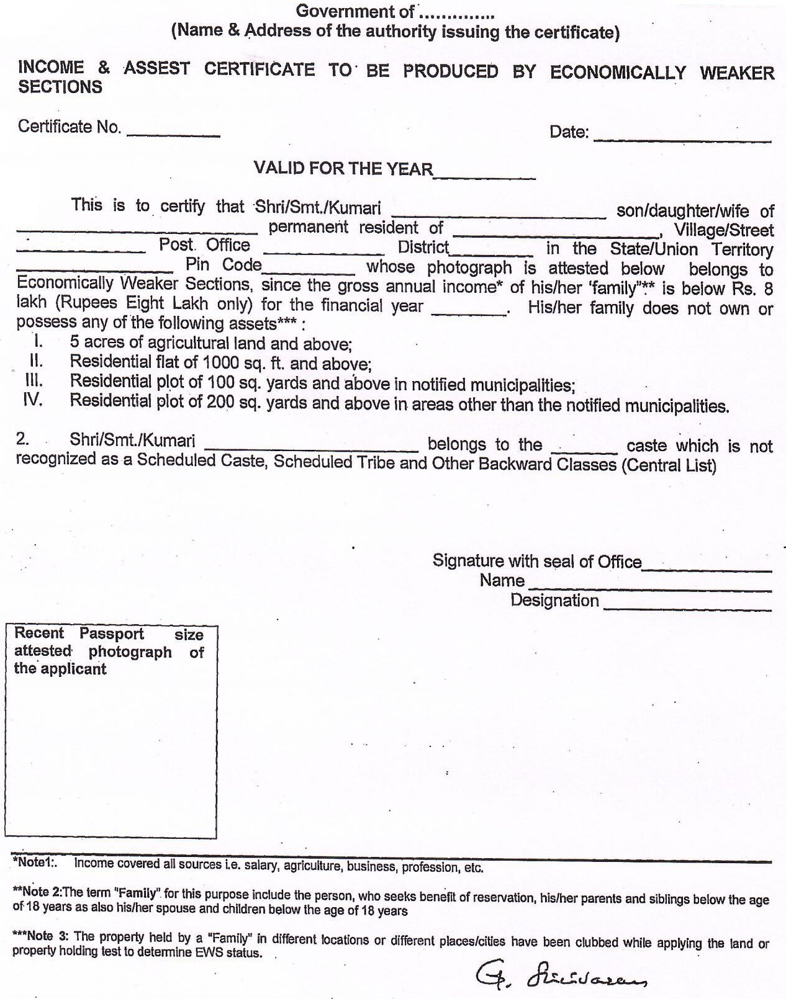 Government of ..............
(Name & Address of the authority issuing the certificate)
INCOME & ASSEST CERTIFICATE TO BE PRODUCED BY ECONOMICALLY WEAKER
SECTIONS
Certificate No. __________ Date: __________________
VALID FOR THE YEAR___________
This is to certify that Shri/Smt./Kumari ______________________ son/daughter/wife of
_________________________ permanent resident of _____________________, Village/Street
_____________ Post Office ____________ District_________ in the State/Union Territory
________________ Pin Code__________ whose photograph is attested below belongs to
Economically Weaker Sections, since the gross annual income* of his/her 'family"** is below Rs. 8
lakh (Rupees Eight Lakh only) for the financial year ________. His/her family does not own or
possess any of the following assets*** :
I. 5 acres of agricultural land and above;
II. Residential flat of 1000 sq. ft. and above;
III. Residential plot of 100 sq. yards and above in notified municipalities;
IV. Residential plot of 200 sq. yards and above in areas other than the notified municipalities.
2. Shri/Smt./Kumari ______________________ belongs to the _______ caste which is not
recognized as a Scheduled Caste, Scheduled Tribe and Other Backward Classes (Central List)
Signature with seal of Office______________
Name _________________________
Designation _________________
Recent Passport size
attested photograph of
the applicant
*Note1:. Income covered all sources i.e. salary, agriculture, business, profession, etc.
**Note 2:The term "Family" for this purpose include the person, who seeks benefit of reservation, his/her parents and siblings below the age
of 18 years as also his/her spouse and children below the age of 18 years
***Note 3: The property held by a "Family" in different locations or different places/cities have been clubbed while applying the land or
property holding test to determine EWS status.
G. Srinivasan